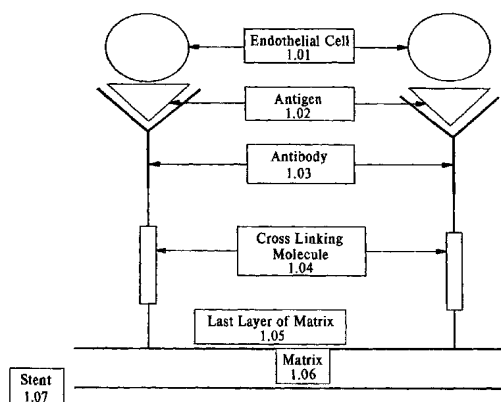 Endothelial Cell
1.01
Antigen
1.02
Antibody
1.03
Cross Linking
Molecule
1.04
Last Layer of Matrix
1.05
Matrix
1.06
Stent
1.07